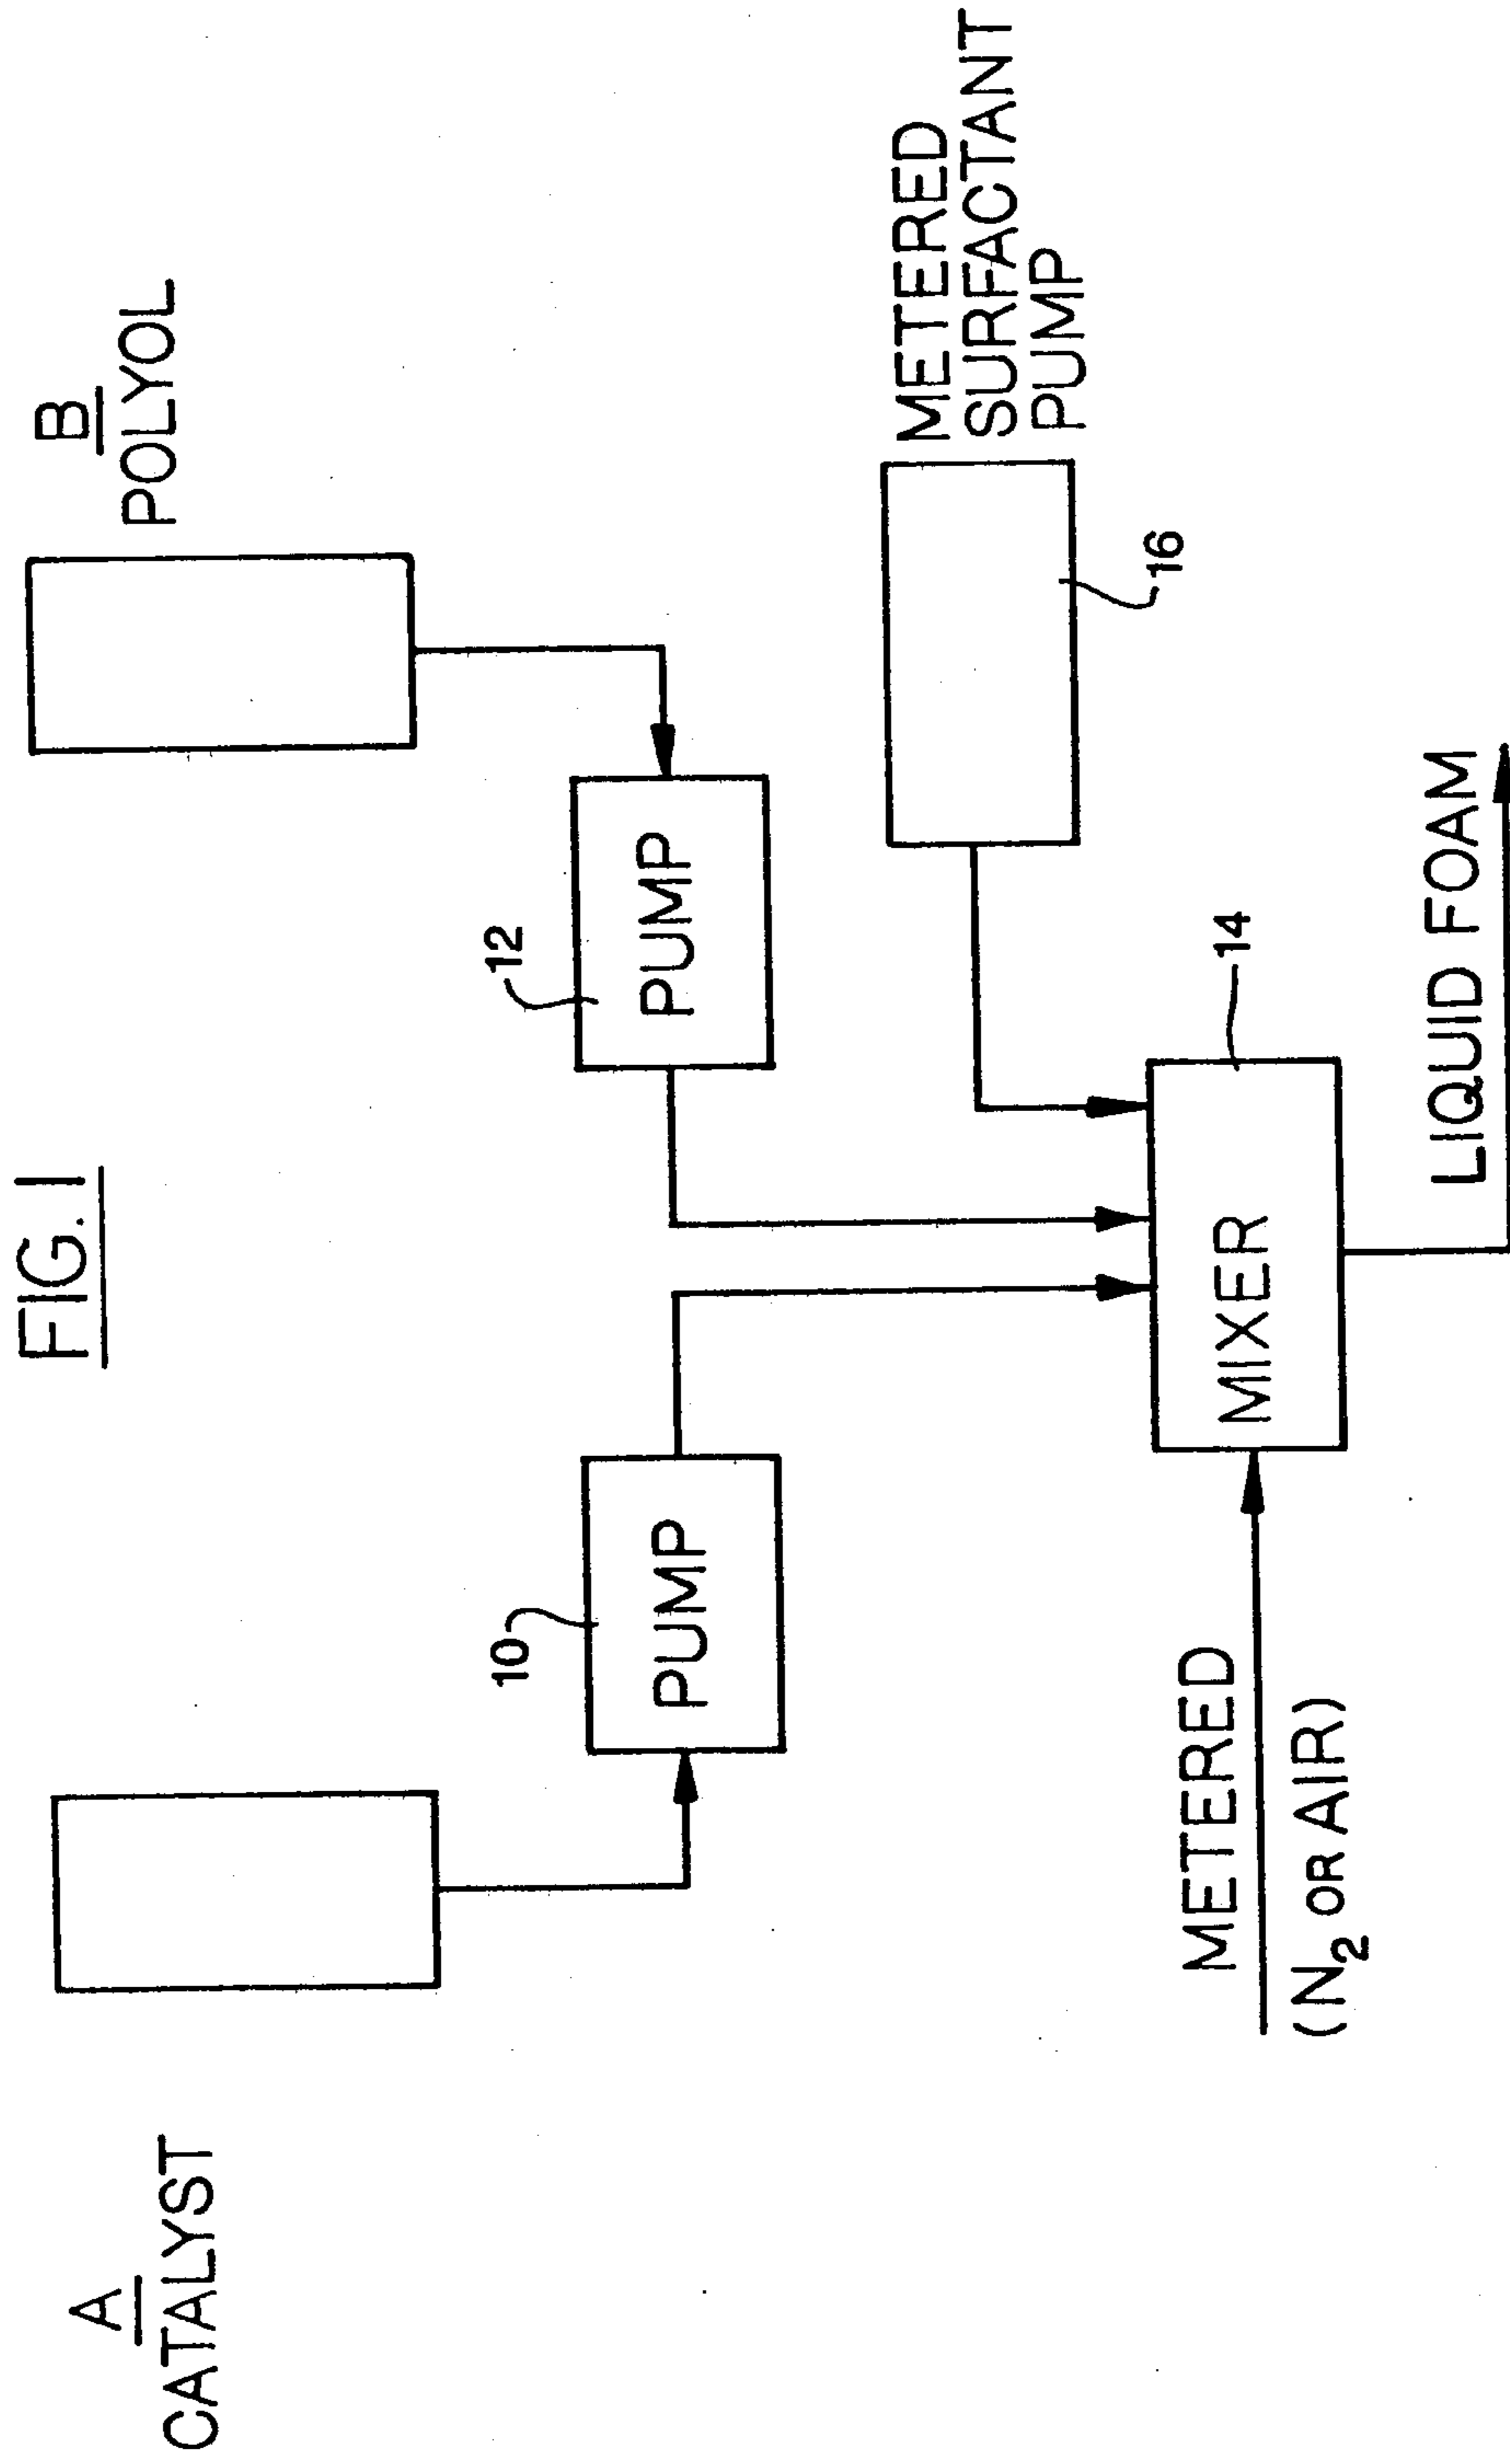 FIG. 1
A
CATALYST
B
POLYOL
10
PUMP
12
PUMP
METERED
SURFACTANT
PUMP
16
METERED
(N₂ OR AIR)
MIXER
14
LIQUID FOAM